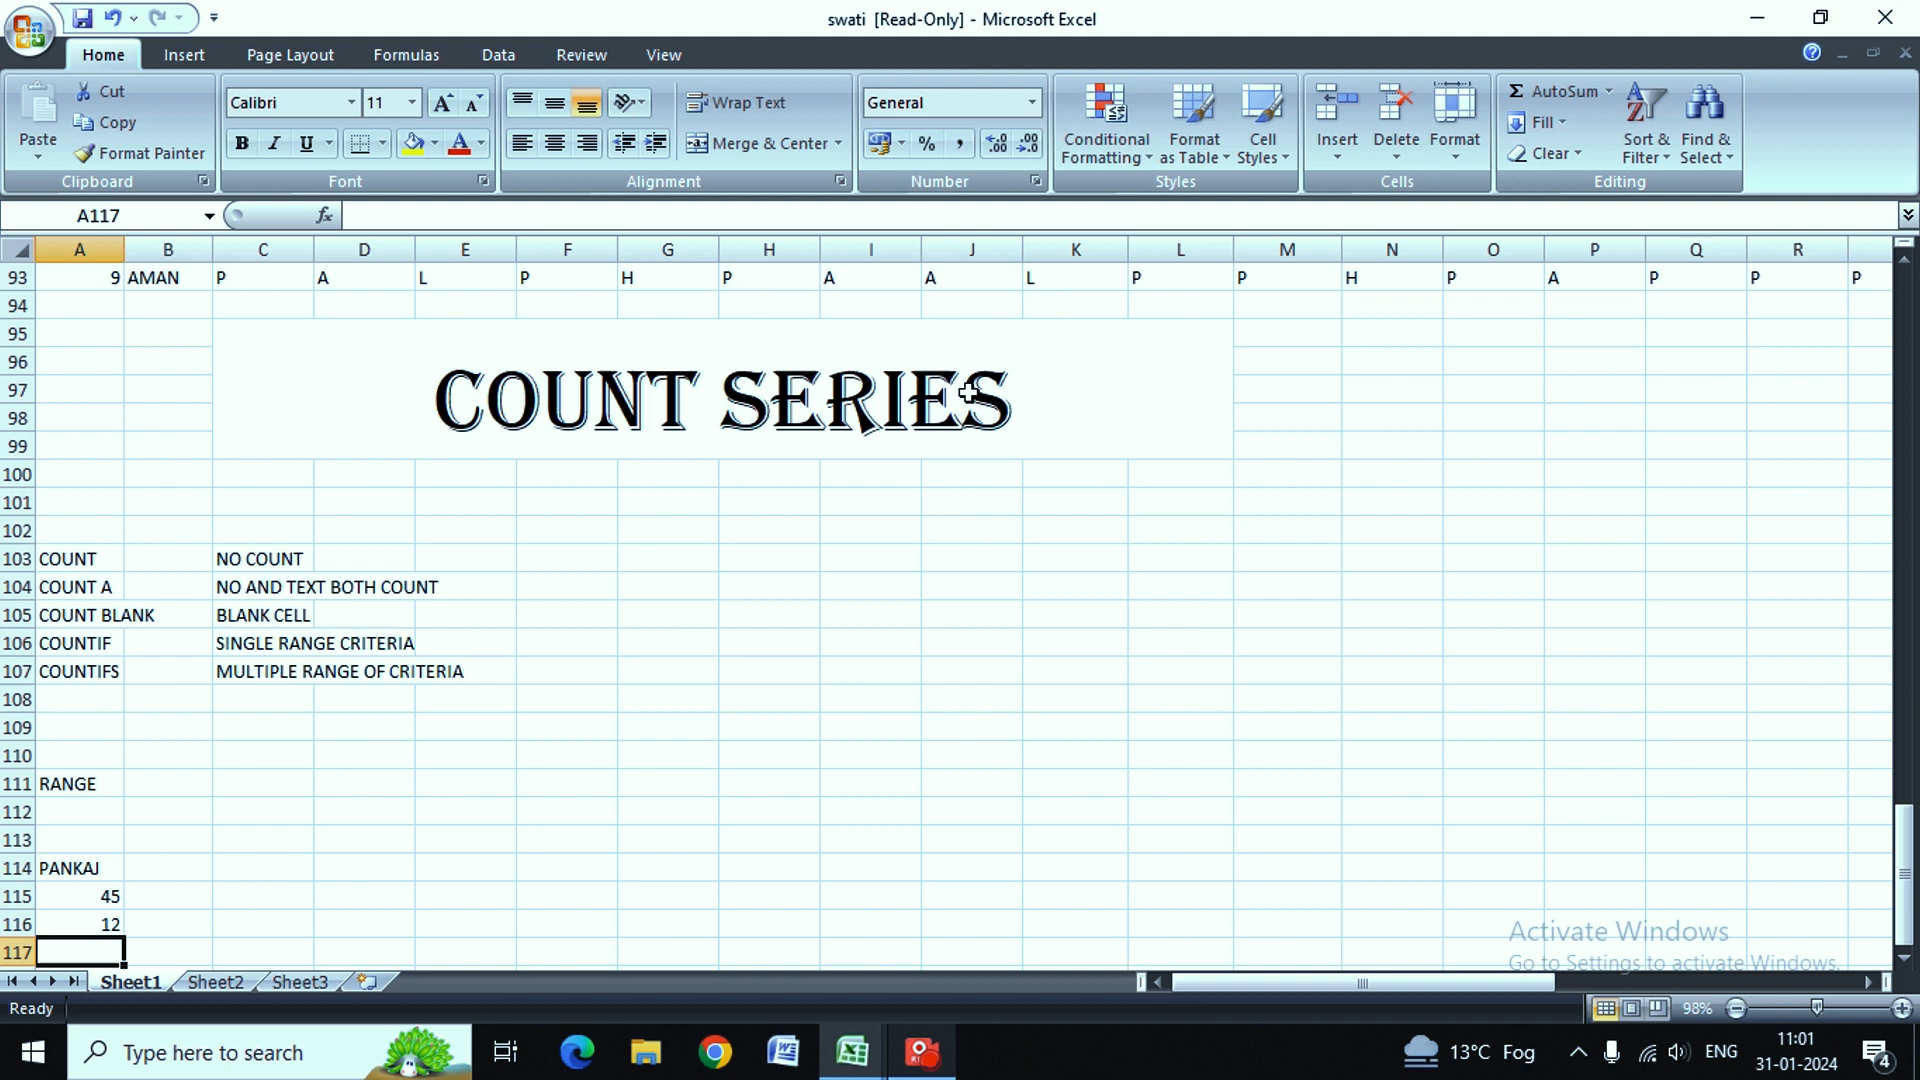 swati [Read-Only] - Microsoft Excel
Home Insert Page Layout Formulas Data Review View
Cut
Copy
Format Painter
Paste
Clipboard
Calibri 11
B I U
Font
Wrap Text
Merge & Center
Alignment
General
% ,
Number
Conditional Formatting
Format as Table
Cell Styles
Styles
Insert Delete Format
Cells
Σ AutoSum
Fill
Clear
Sort & Filter
Find & Select
Editing
A117 fx
A B C D E F G H I J K L M N O P Q R
93 9 AMAN P A L P H P A A L P P H P A P P P
94
95
96
97
COUNT SERIES
98
99
100
101
102
103 COUNT NO COUNT
104 COUNT A NO AND TEXT BOTH COUNT
105 COUNT BLANK BLANK CELL
106 COUNTIF SINGLE RANGE CRITERIA
107 COUNTIFS MULTIPLE RANGE OF CRITERIA
108
109
110
111 RANGE
112
113
114 PANKAJ
115 45
116 12
117
Activate Windows
Go to Settings to activate Windows.
Sheet1 Sheet2 Sheet3
Ready 98%
Type here to search
13°C Fog
ENG
11:01
31-01-2024
4